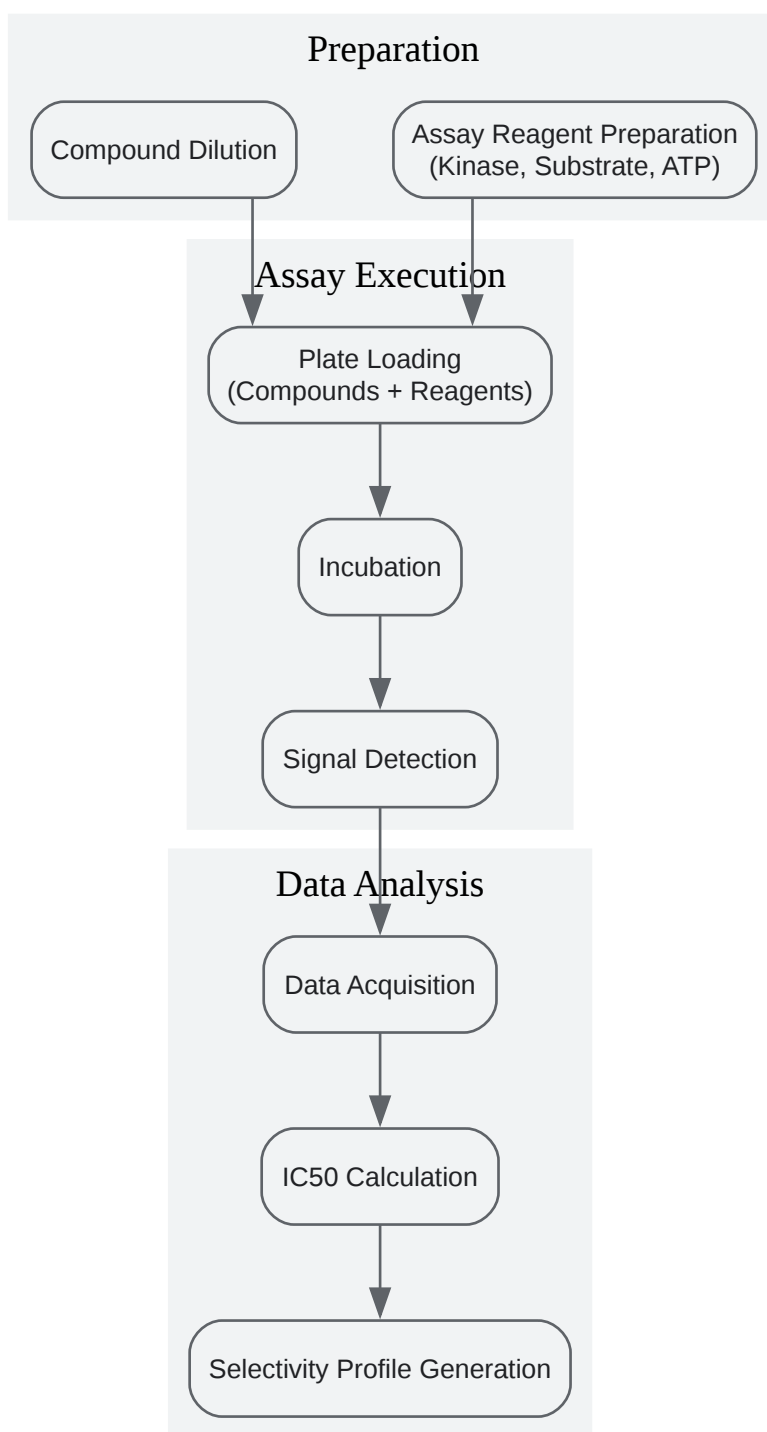 Preparation
Compound Dilution
Assay Reagent Preparation
(Kinase, Substrate, ATP)
Assay Execution
Plate Loading
(Compounds + Reagents)
Incubation
Signal Detection
Data Analysis
Data Acquisition
IC50 Calculation
Selectivity Profile Generation